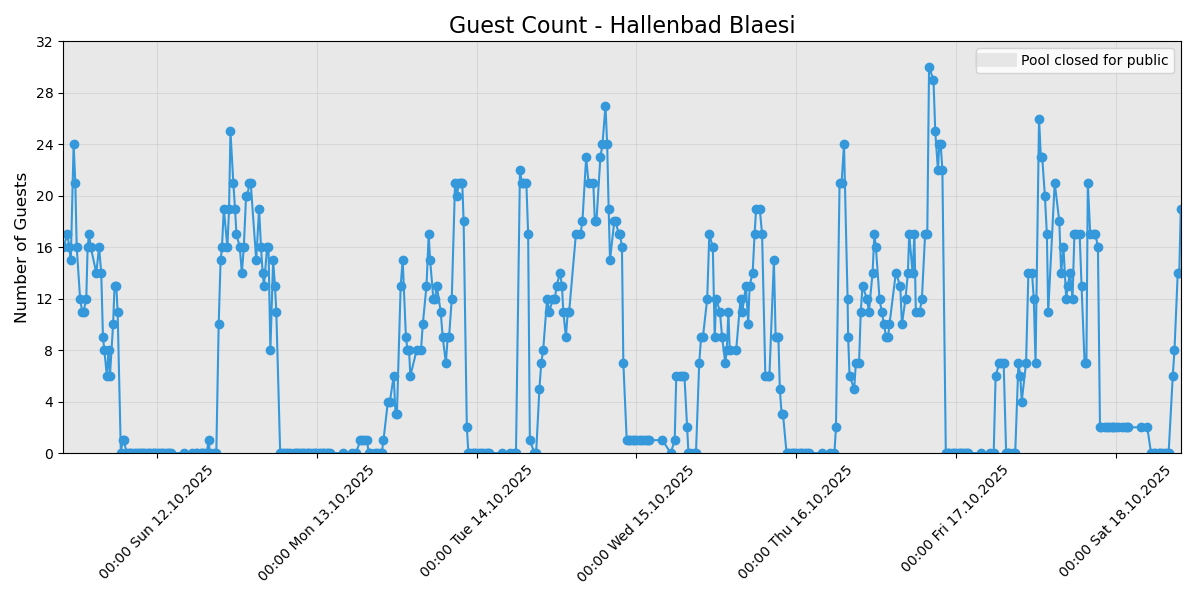 Guest Count - Hallenbad Blaesi
Pool closed for public
Number of Guests
32
28
24
20
16
12
8
4
0
00:00 Sun 12.10.2025
00:00 Mon 13.10.2025
00:00 Tue 14.10.2025
00:00 Wed 15.10.2025
00:00 Thu 16.10.2025
00:00 Fri 17.10.2025
00:00 Sat 18.10.2025